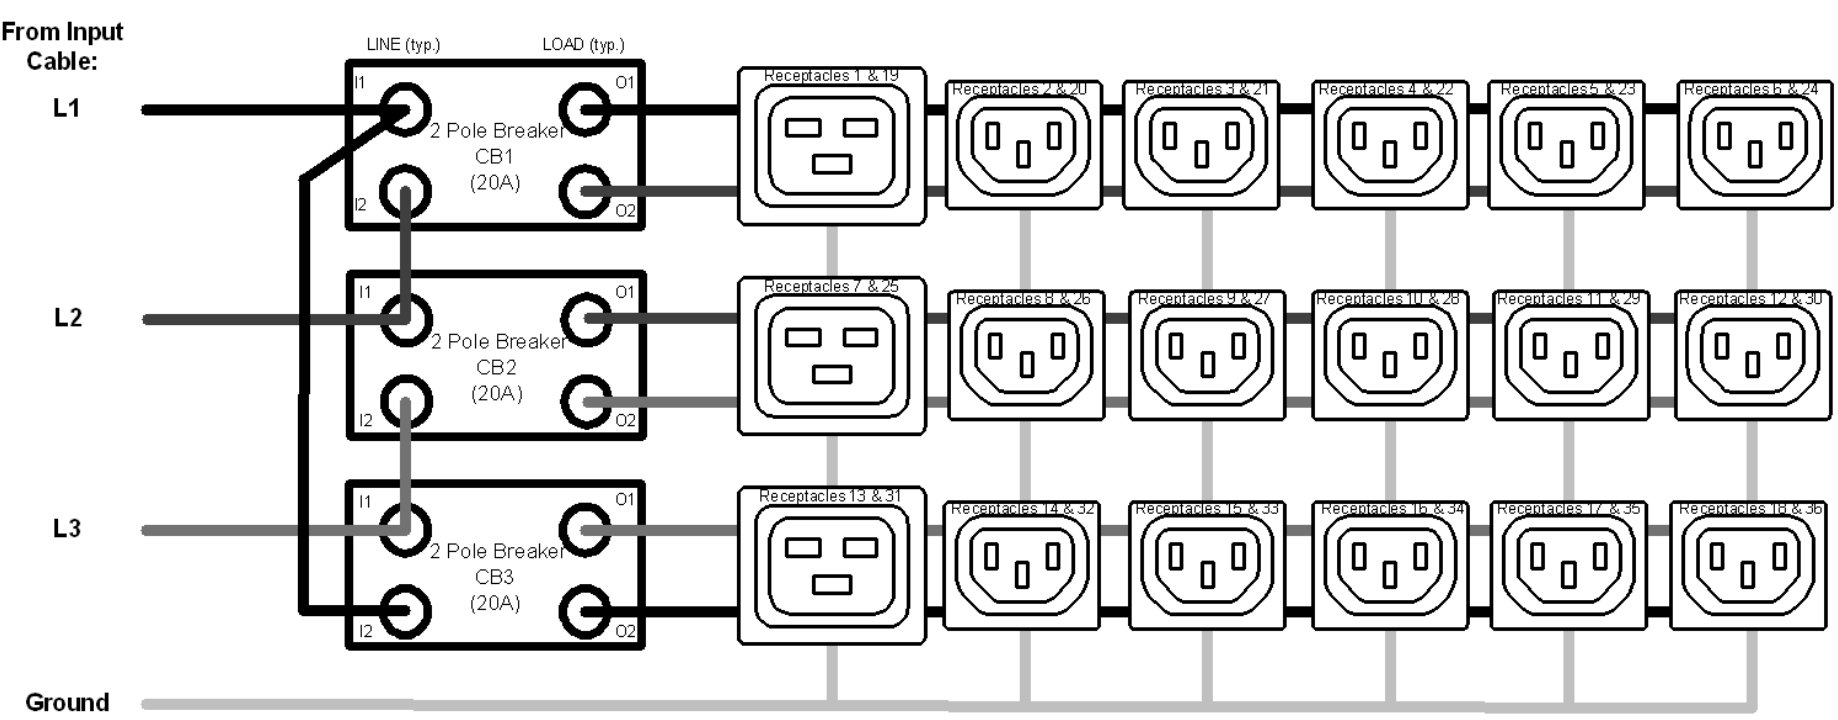 From Input
Cable:
LINE (typ.)
LOAD (typ.)
L1
I1
O1
2 Pole Breaker
CB1
(20A)
I2
O2
Receptacles 1 & 19
Receptacles 2 & 20
Receptacles 3 & 21
Receptacles 4 & 22
Receptacles 5 & 23
Receptacles 6 & 24
L2
I1
O1
2 Pole Breaker
CB2
(20A)
I2
O2
Receptacles 7 & 25
Receptacles 8 & 26
Receptacles 9 & 27
Receptacles 10 & 28
Receptacles 11 & 29
Receptacles 12 & 30
L3
I1
O1
2 Pole Breaker
CB3
(20A)
I2
O2
Receptacles 13 & 31
Receptacles 14 & 32
Receptacles 15 & 33
Receptacles 16 & 34
Receptacles 17 & 35
Receptacles 18 & 36
Ground